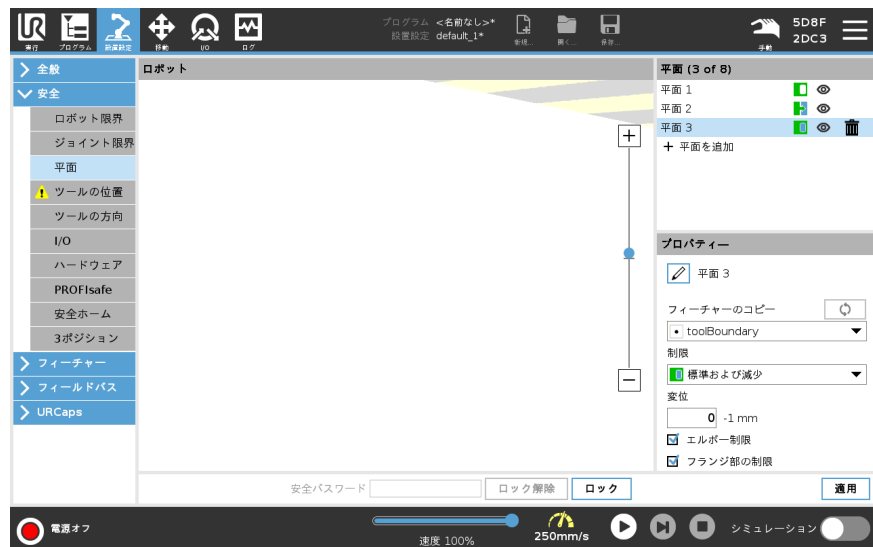 プログラム <名前なし>*
設置設定 default_1*
実行 プログラム 設置設定 移動 I/O ログ
新規... 開く... 保存...
手動
5D8F
2DC3
全般
安全
ロボット限界
ジョイント限界
平面
ツールの位置
ツールの方向
I/O
ハードウェア
PROFIsafe
安全ホーム
3ポジション
フィーチャー
フィールドバス
URCaps
ロボット
平面 (3 of 8)
平面 1
平面 2
平面 3
+ 平面を追加
プロパティー
平面 3
フィーチャーのコピー
toolBoundary
制限
標準および減少
変位
0 -1 mm
エルボー制限
フランジ部の制限
安全パスワード ロック解除 ロック 適用
電源オフ
速度 100%
250mm/s
シミュレーション